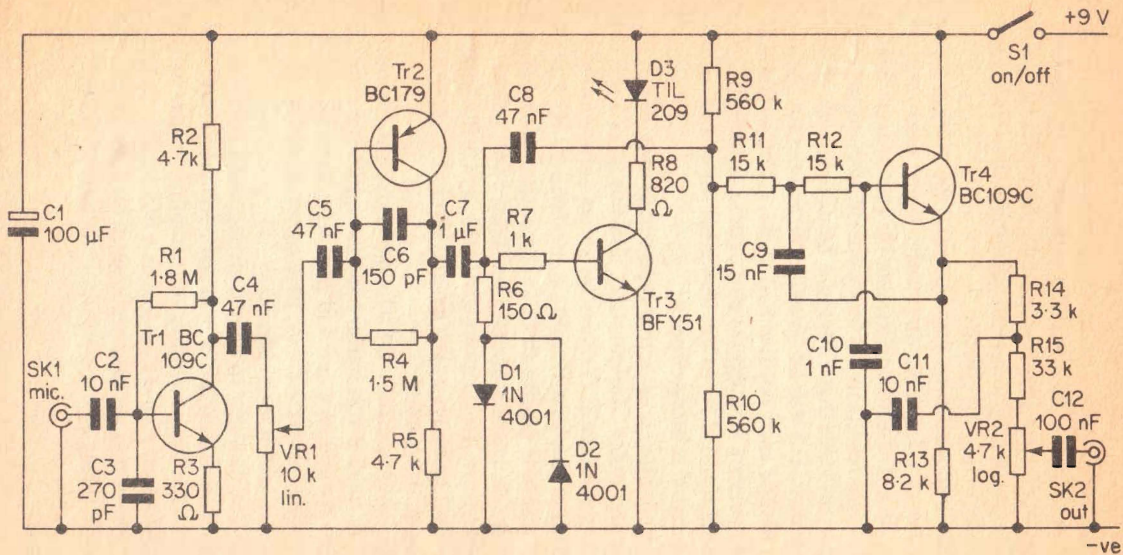 +9 V
S1
on/off
Tr2
BC179
D3
TIL
209
C8
47 nF
R9
560 k
R2
4·7k
R11
15 k
R12
15 k
R8
820
Ω
Tr4
BC109C
C1
100 µF
C5
47 nF
C7
1 µF
R7
1 k
C6
150 pF
C9
15 nF
R1
1·8 M
C4
47 nF
R6
150 Ω
Tr3
BFY51
R14
3.3 k
Tr1 BC
109C
R4
1·5 M
C10
1 nF
C11
10 nF
R15
33 k
SK1
mic.
C2
10 nF
D1
1N
4001
R10
560 k
C12
100 nF
VR1
10 k
lin.
R5
4·7 k
D2
1N
4001
VR2
4·7 k
log.
C3
270
pF
R3
330
Ω
R13
8·2 k
SK2
out
-ve